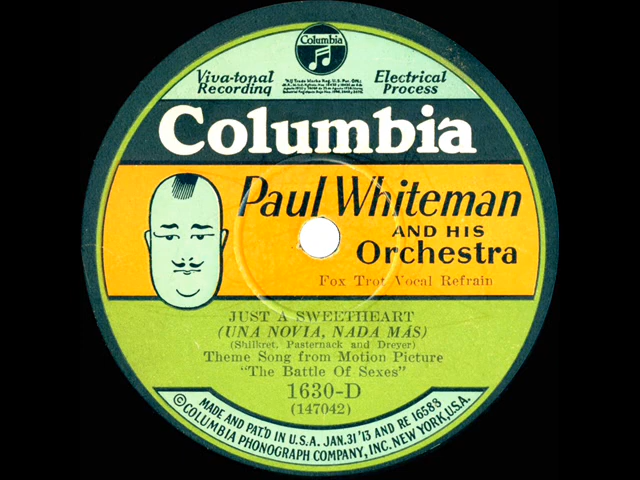 Columbia
Viva-tonal
Recording
Electrical
Process
Columbia
Paul Whiteman
AND HIS
Orchestra
Fox Trot Vocal Refrain
JUST A SWEETHEART
(UNA NOVIA, NADA MÁS)
(Shilkret, Pasternack and Dreyer)
Theme Song from Motion Picture
"The Battle Of Sexes"
1630-D
(147042)
MADE AND PAT'D IN U.S.A. JAN. 31 '13 AND RE 16588
©COLUMBIA PHONOGRAPH COMPANY, INC. NEW YORK, U.S.A.